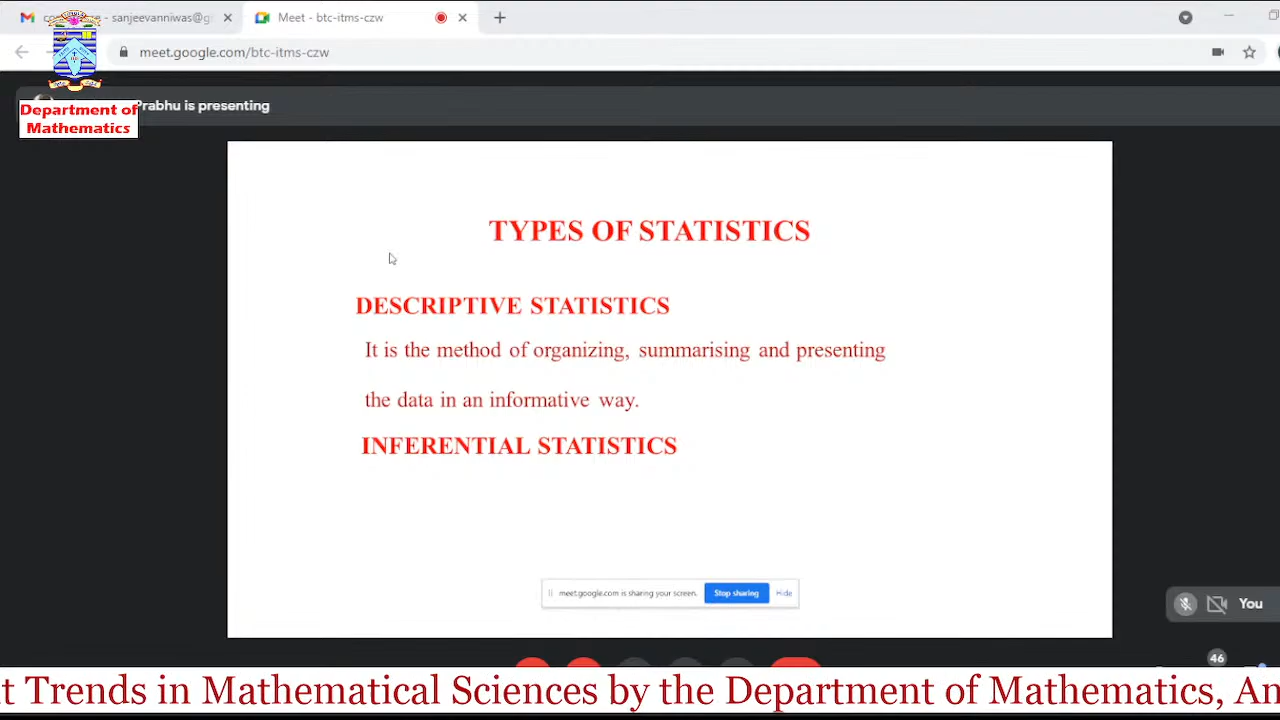 Meet - btc-itms-czw
meet.google.com/btc-itms-czw
Department of
Mathematics
Prabhu is presenting
TYPES OF STATISTICS
DESCRIPTIVE STATISTICS
It is the method of organizing, summarising and presenting
the data in an informative way.
INFERENTIAL STATISTICS
meet.google.com is sharing your screen.
Stop sharing
Hide
You
46
t Trends in Mathematical Sciences by the Department of Mathematics, An